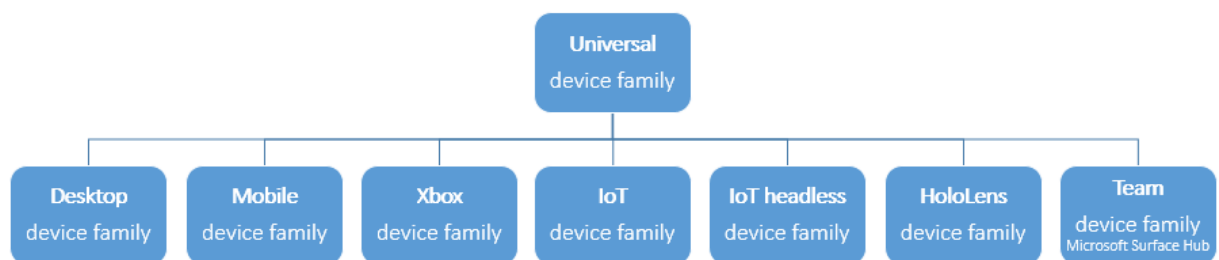 Universal
device family
Desktop
device family
Mobile
device family
Xbox
device family
IoT
device family
IoT headless
device family
HoloLens
device family
Team
device family
Microsoft Surface Hub